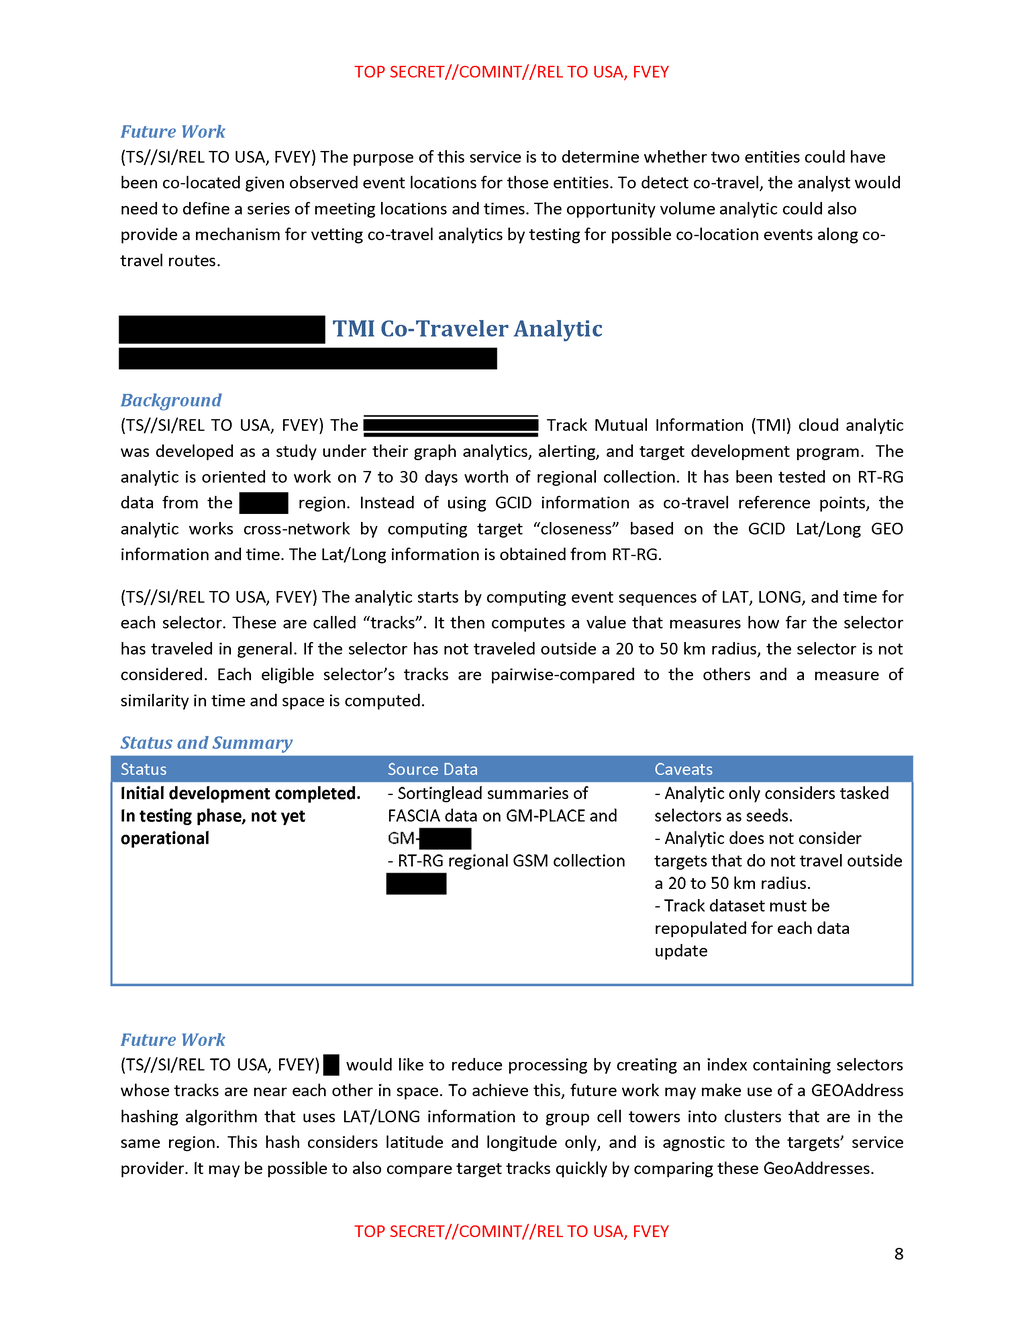 TOP SECRET//COMINT//REL TO USA, FVEY
Future Work
(TS//SI/REL TO USA, FVEY) The purpose of this service is to determine whether two entities could have
been co-located given observed event locations for those entities. To detect co-travel, the analyst would
need to define a series of meeting locations and times. The opportunity volume analytic could also
provide a mechanism for vetting co-travel analytics by testing for possible co-location events along co-
travel routes.
TMI Co-Traveler Analytic
Background
(TS//SI/REL TO USA, FVEY) The Track Mutual Information (TMI) cloud analytic
was developed as a study under their graph analytics, alerting, and target development program. The
analytic is oriented to work on 7 to 30 days worth of regional collection. It has been tested on RT-RG
data from the region. Instead of using GCID information as co-travel reference points, the
analytic works cross-network by computing target “closeness” based on the GCID Lat/Long GEO
information and time. The Lat/Long information is obtained from RT-RG.
(TS//SI/REL TO USA, FVEY) The analytic starts by computing event sequences of LAT, LONG, and time for
each selector. These are called “tracks”. It then computes a value that measures how far the selector
has traveled in general. If the selector has not traveled outside a 20 to 50 km radius, the selector is not
considered. Each eligible selector’s tracks are pairwise-compared to the others and a measure of
similarity in time and space is computed.
Status and Summary
Status Source Data Caveats
Initial development completed.
In testing phase, not yet
operational
- Sortinglead summaries of
FASCIA data on GM-PLACE and
GM-
- RT-RG regional GSM collection
- Analytic only considers tasked
selectors as seeds.
- Analytic does not consider
targets that do not travel outside
a 20 to 50 km radius.
- Track dataset must be
repopulated for each data
update
Future Work
(TS//SI/REL TO USA, FVEY) would like to reduce processing by creating an index containing selectors
whose tracks are near each other in space. To achieve this, future work may make use of a GEOAddress
hashing algorithm that uses LAT/LONG information to group cell towers into clusters that are in the
same region. This hash considers latitude and longitude only, and is agnostic to the targets’ service
provider. It may be possible to also compare target tracks quickly by comparing these GeoAddresses.
TOP SECRET//COMINT//REL TO USA, FVEY
8